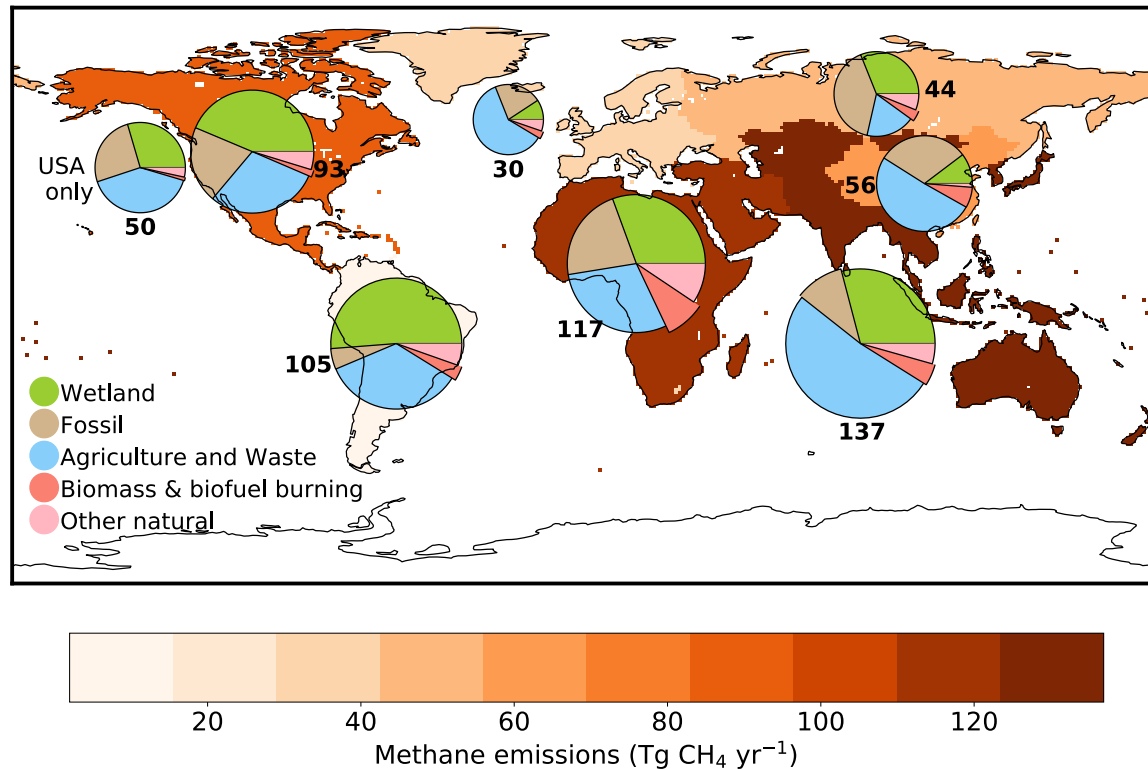 44
93
30
USA
only
56
50
117
105
137
Wetland
Fossil
Agriculture and Waste
Biomass & biofuel burning
Other natural
20 40 60 80 100 120
Methane emissions (Tg CH₄ yr⁻¹)